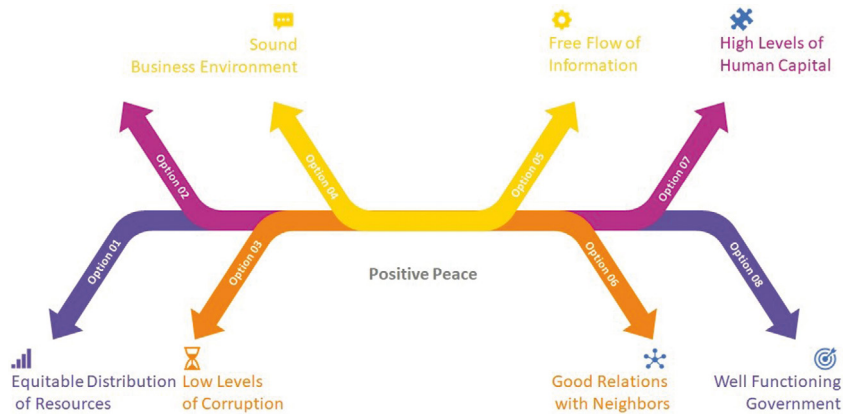 Sound
Business Environment
Free Flow of
Information
High Levels of
Human Capital
Option 02
Option 04
Option 05
Option 07
Option 01
Option 03
Option 06
Option 08
Positive Peace
Equitable Distribution
of Resources
Low Levels
of Corruption
Good Relations
with Neighbors
Well Functioning
Government